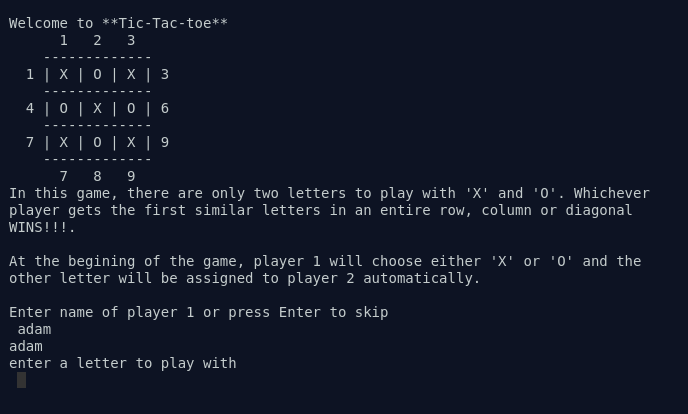 Welcome to **Tic-Tac-toe**
      1   2   3
    -------------
  1 | X | O | X | 3
    -------------
  4 | O | X | O | 6
    -------------
  7 | X | O | X | 9
    -------------
      7   8   9
In this game, there are only two letters to play with 'X' and 'O'. Whichever
player gets the first similar letters in an entire row, column or diagonal
WINS!!!.
At the begining of the game, player 1 will choose either 'X' or 'O' and the
other letter will be assigned to player 2 automatically.
Enter name of player 1 or press Enter to skip
 adam
adam
enter a letter to play with